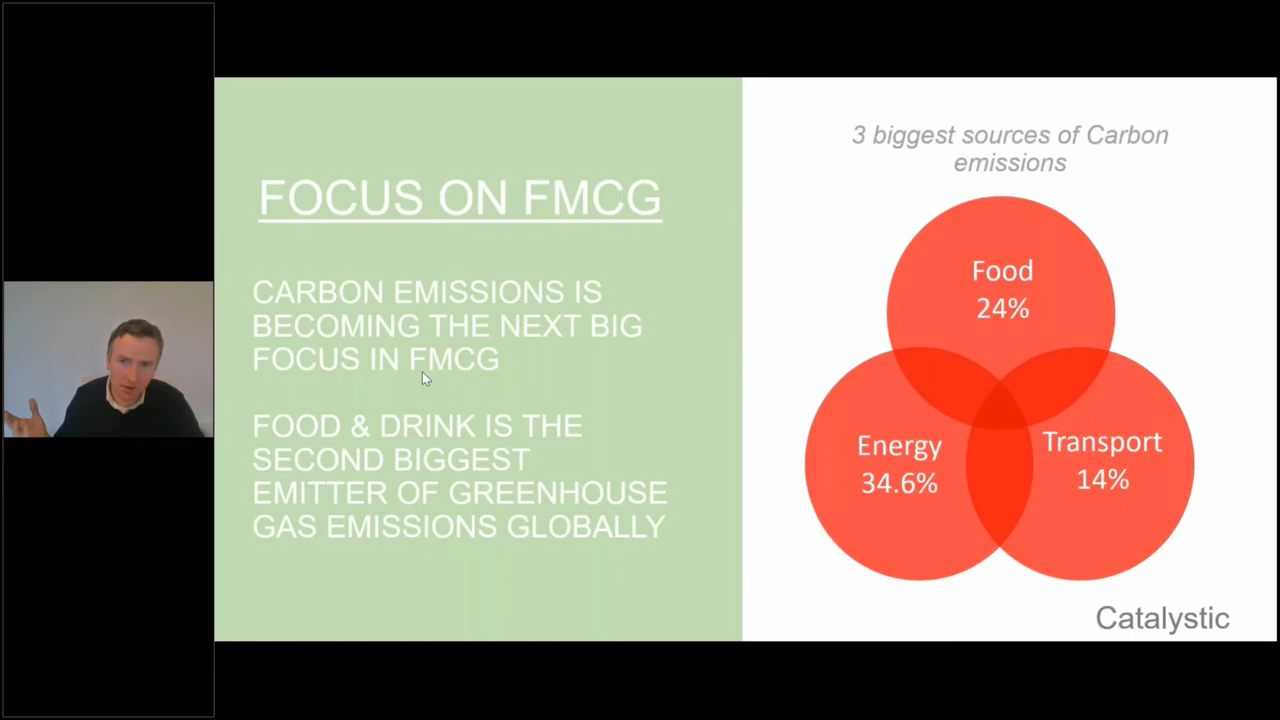 FOCUS ON FMCG
CARBON EMISSIONS IS
BECOMING THE NEXT BIG
FOCUS IN FMCG
FOOD & DRINK IS THE
SECOND BIGGEST
EMITTER OF GREENHOUSE
GAS EMISSIONS GLOBALLY
3 biggest sources of Carbon
emissions
Food
24%
Energy
34.6%
Transport
14%
Catalystic